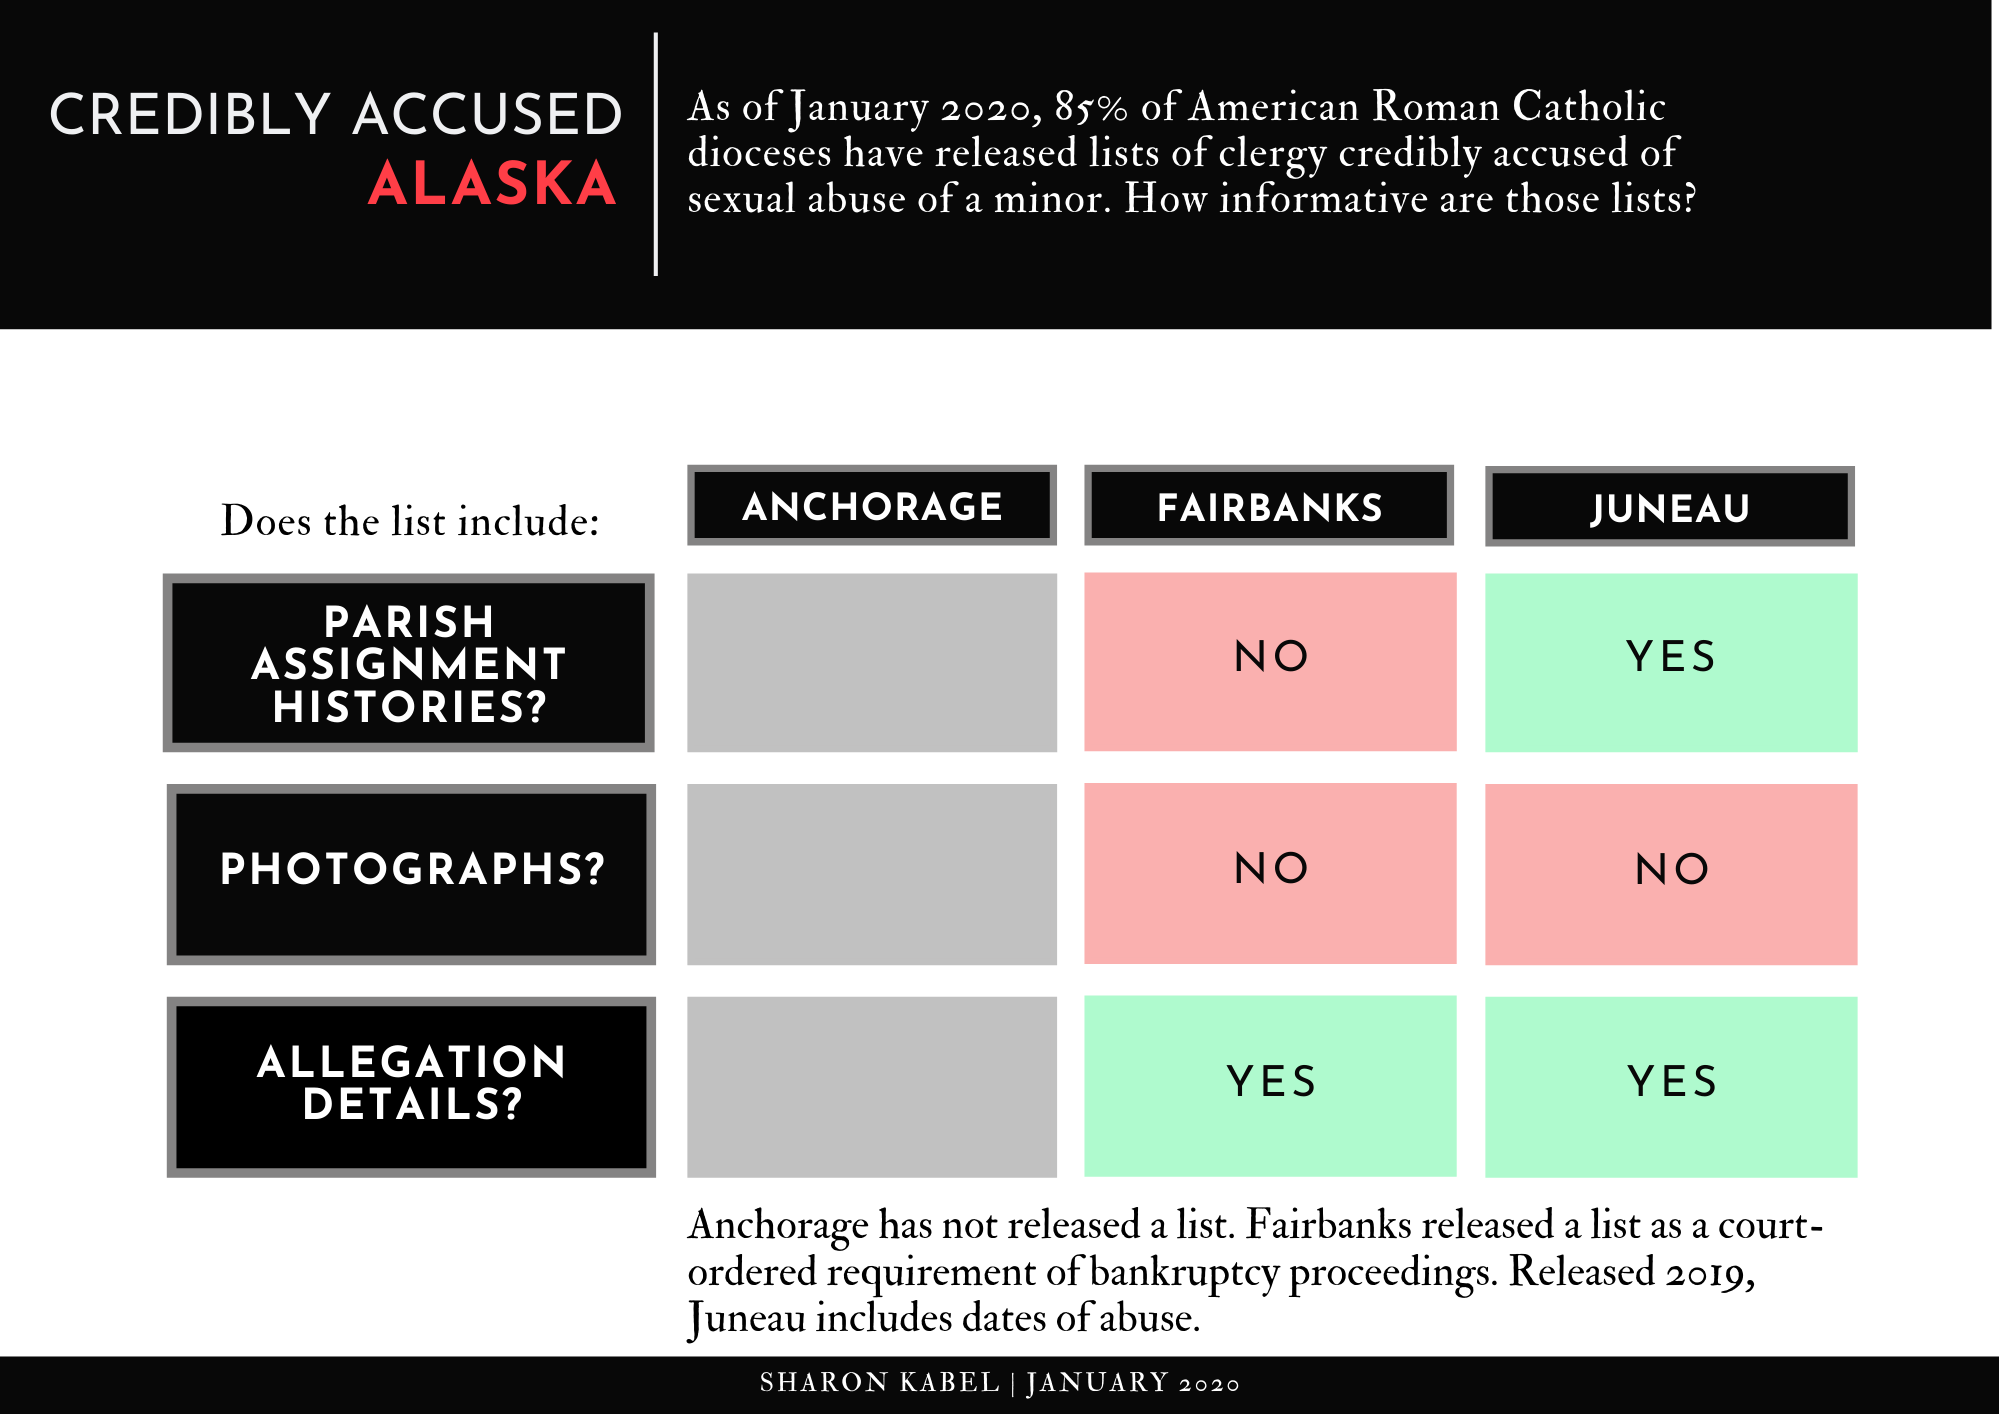 CREDIBLY ACCUSED
ALASKA
As of January 2020, 85% of American Roman Catholic
dioceses have released lists of clergy credibly accused of
sexual abuse of a minor. How informative are those lists?
Does the list include:
ANCHORAGE
FAIRBANKS
JUNEAU
PARISH
ASSIGNMENT
HISTORIES?
NO
YES
PHOTOGRAPHS?
NO
NO
ALLEGATION
DETAILS?
YES
YES
Anchorage has not released a list. Fairbanks released a list as a court-
ordered requirement of bankruptcy proceedings. Released 2019,
Juneau includes dates of abuse.
SHARON KABEL | JANUARY 2020